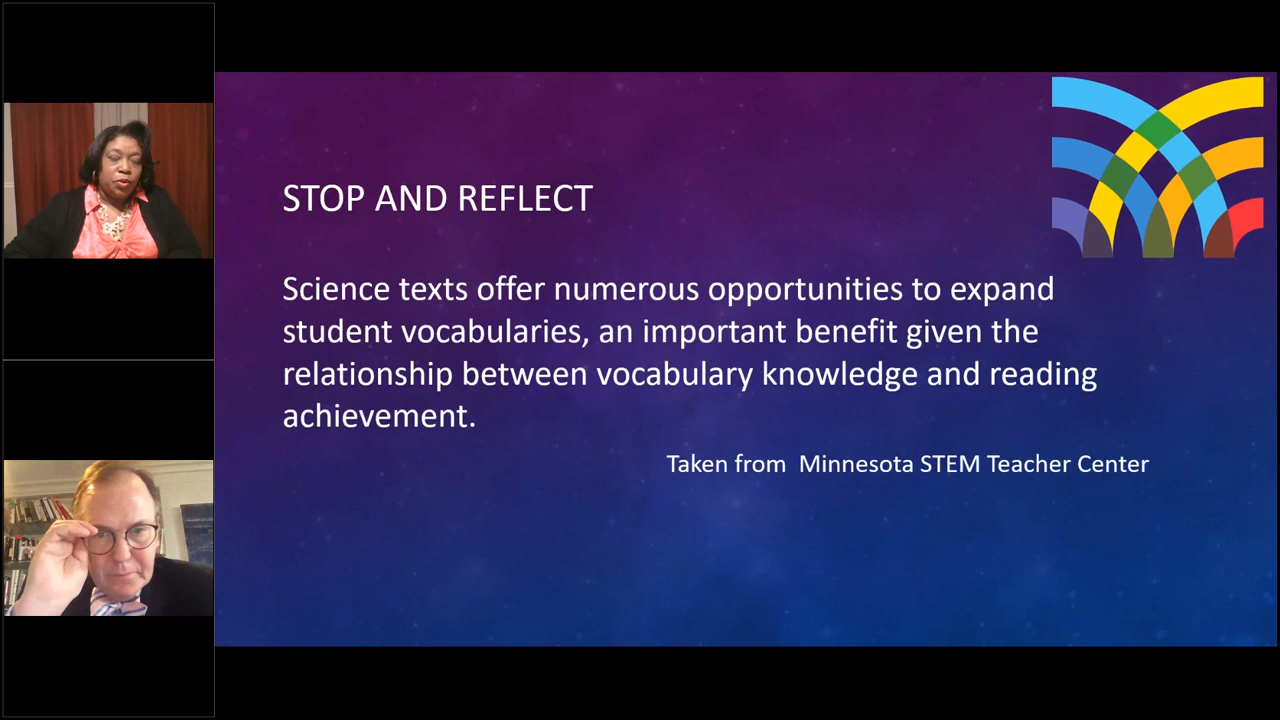 STOP AND REFLECT
Science texts offer numerous opportunities to expand
student vocabularies, an important benefit given the
relationship between vocabulary knowledge and reading
achievement.
Taken from  Minnesota STEM Teacher Center